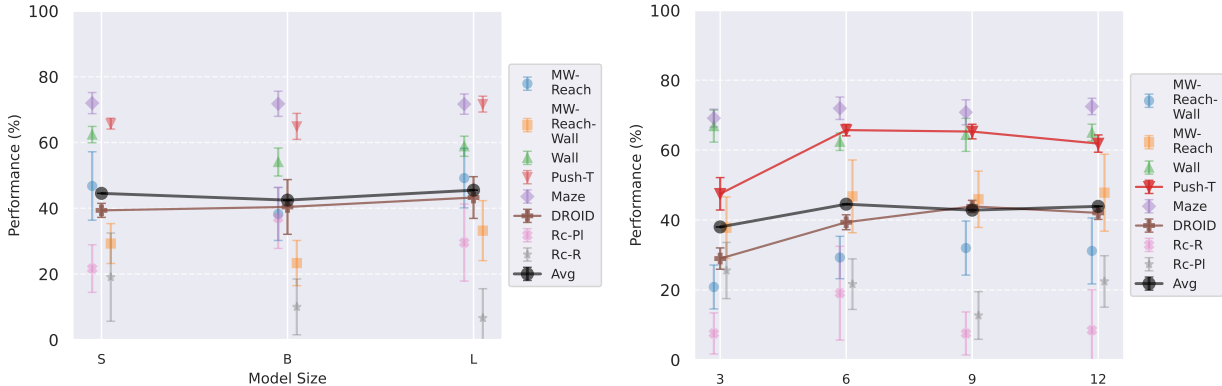 100
80
60
40
20
0
Performance (%)
S
B
L
Model Size
MW-
Reach
MW-
Reach-
Wall
Wall
Push-T
Maze
DROID
Rc-Pl
Rc-R
Avg
100
80
60
40
20
0
Performance (%)
3
6
9
12
MW-
Reach-
Wall
MW-
Reach
Wall
Push-T
Maze
DROID
Rc-R
Rc-Pl
Avg